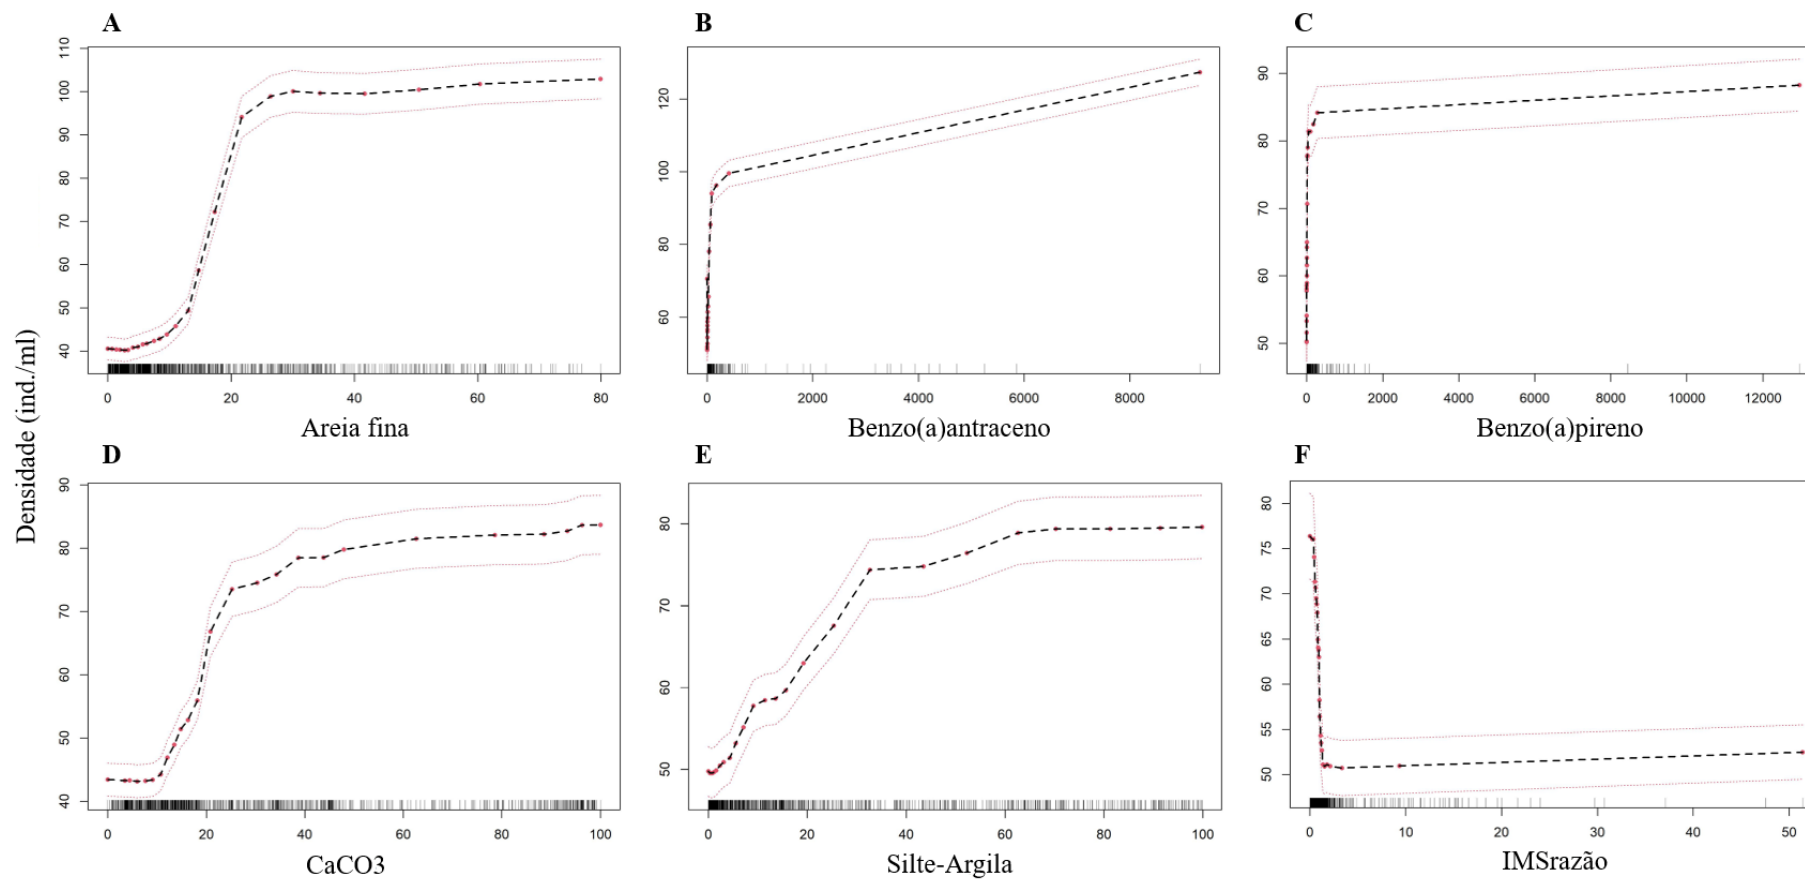 A
B
C
110
100
90
80
70
60
50
40
0 20 40 60 80
Areia fina
120
100
80
60
0 2000 4000 6000 8000
Benzo(a)antraceno
90
80
70
60
50
0 2000 4000 6000 8000 10000 12000
Benzo(a)pireno
Densidade (ind./ml)
D
E
F
90
80
70
60
50
40
0 20 40 60 80 100
CaCO3
80
70
60
50
0 20 40 60 80 100
Silte-Argila
80
75
70
65
60
55
50
0 10 20 30 40 50
IMSrazão